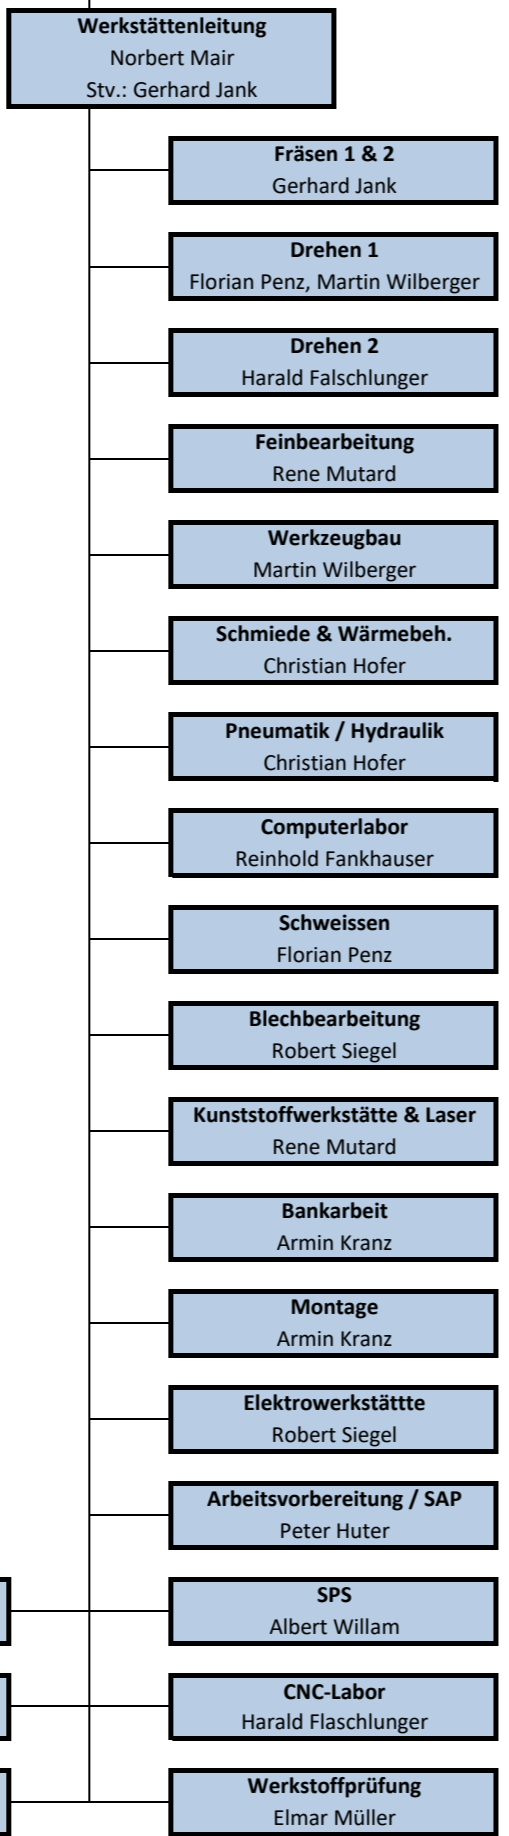 Werkstättenleitung
Norbert Mair
Stv.: Gerhard Jank
Fräsen 1 & 2
Gerhard Jank
Drehen 1
Florian Penz, Martin Wilberger
Drehen 2
Harald Falschlunger
Feinbearbeitung
Rene Mutard
Werkzeugbau
Martin Wilberger
Schmiede & Wärmebeh.
Christian Hofer
Pneumatik / Hydraulik
Christian Hofer
Computerlabor
Reinhold Fankhauser
Schweissen
Florian Penz
Blechbearbeitung
Robert Siegel
Kunststoffwerkstätte & Laser
Rene Mutard
Bankarbeit
Armin Kranz
Montage
Armin Kranz
Elektrowerkstättte
Robert Siegel
Arbeitsvorbereitung / SAP
Peter Huter
SPS
Albert Willam
CNC-Labor
Harald Flaschlunger
Werkstoffprüfung
Elmar Müller